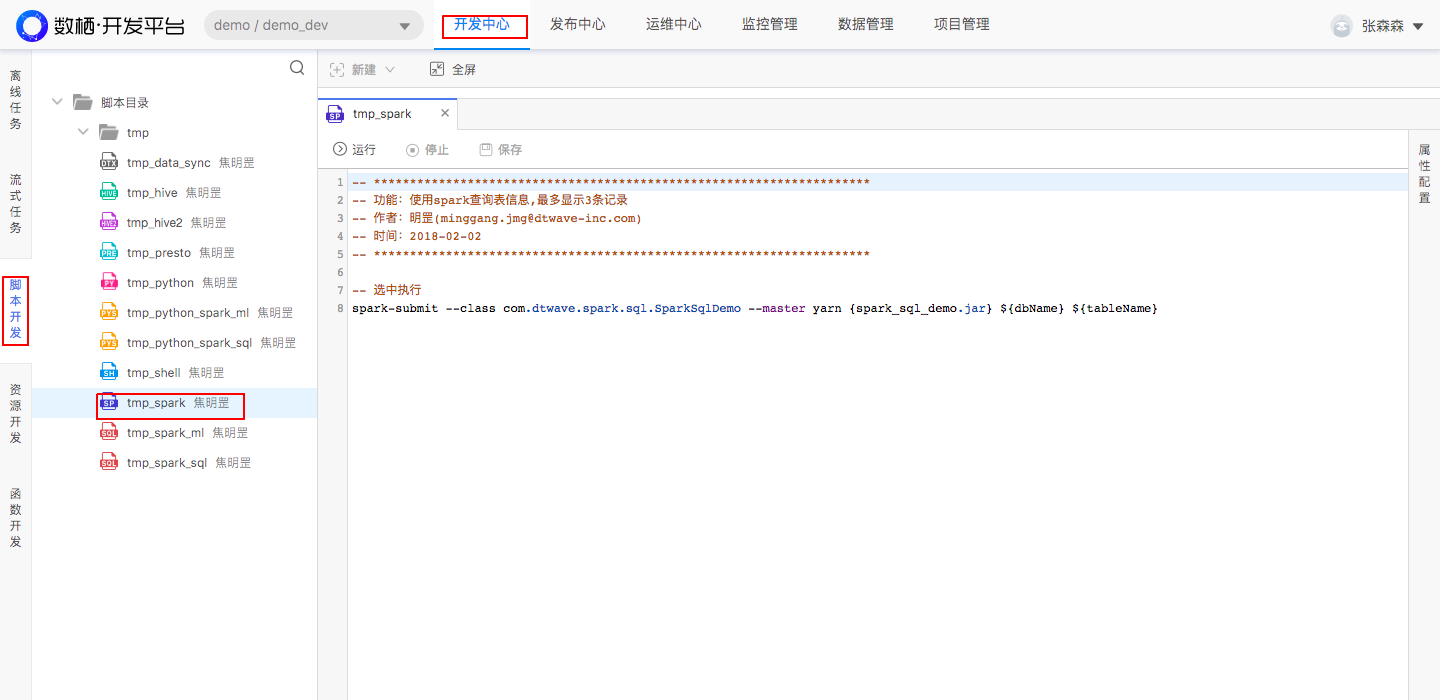 数栖·开发平台
demo / demo_dev
开发中心
发布中心
运维中心
监控管理
数据管理
项目管理
张森森
离线任务
流式任务
脚本开发
资源开发
函数开发
脚本目录
tmp
DTX tmp_data_sync 焦明罡
HIVE tmp_hive 焦明罡
HIVE2 tmp_hive2 焦明罡
PRE tmp_presto 焦明罡
PY tmp_python 焦明罡
PYS tmp_python_spark_ml 焦明罡
PYS tmp_python_spark_sql 焦明罡
SH tmp_shell 焦明罡
SP tmp_spark 焦明罡
SQL tmp_spark_ml 焦明罡
SQL tmp_spark_sql 焦明罡
新建
全屏
SP tmp_spark
运行
停止
保存
1 -- *********************************************************************
2 -- 功能: 使用spark查询表信息,最多显示3条记录
3 -- 作者: 明罡(minggang.jmg@dtwave-inc.com)
4 -- 时间: 2018-02-02
5 -- *********************************************************************
6
7 -- 选中执行
8 spark-submit --class com.dtwave.spark.sql.SparkSqlDemo --master yarn {spark_sql_demo.jar} ${dbName} ${tableName}
属性配置